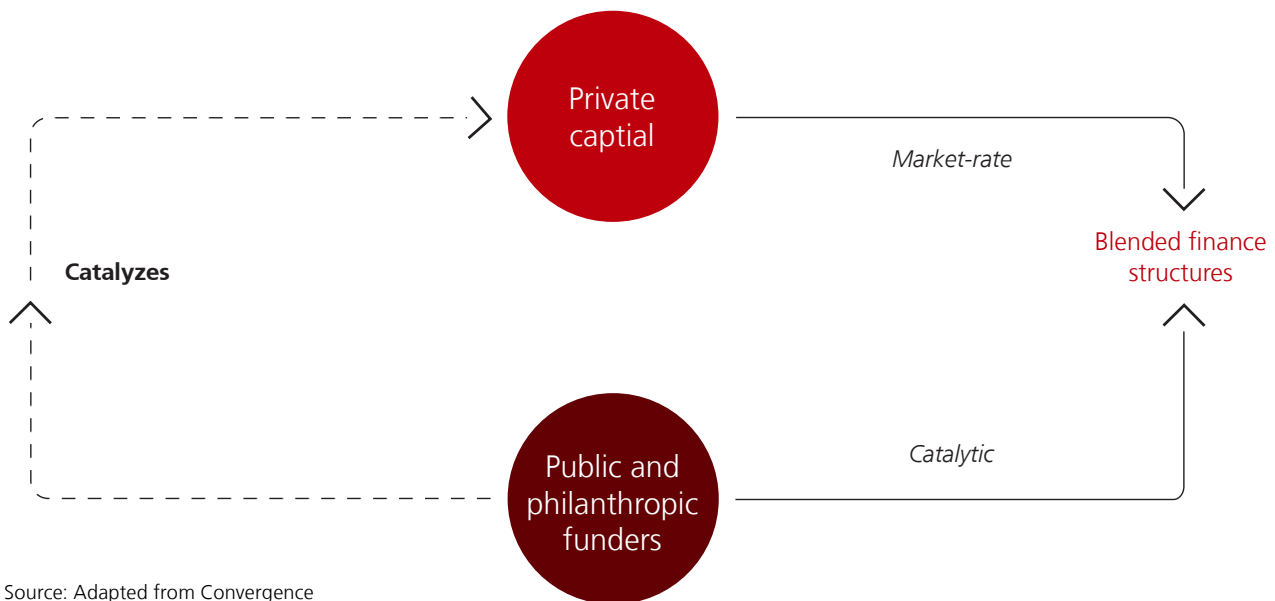 Private
captial
Market-rate
Blended finance
structures
Catalyzes
Catalytic
Public and
philanthropic
funders
Source: Adapted from Convergence